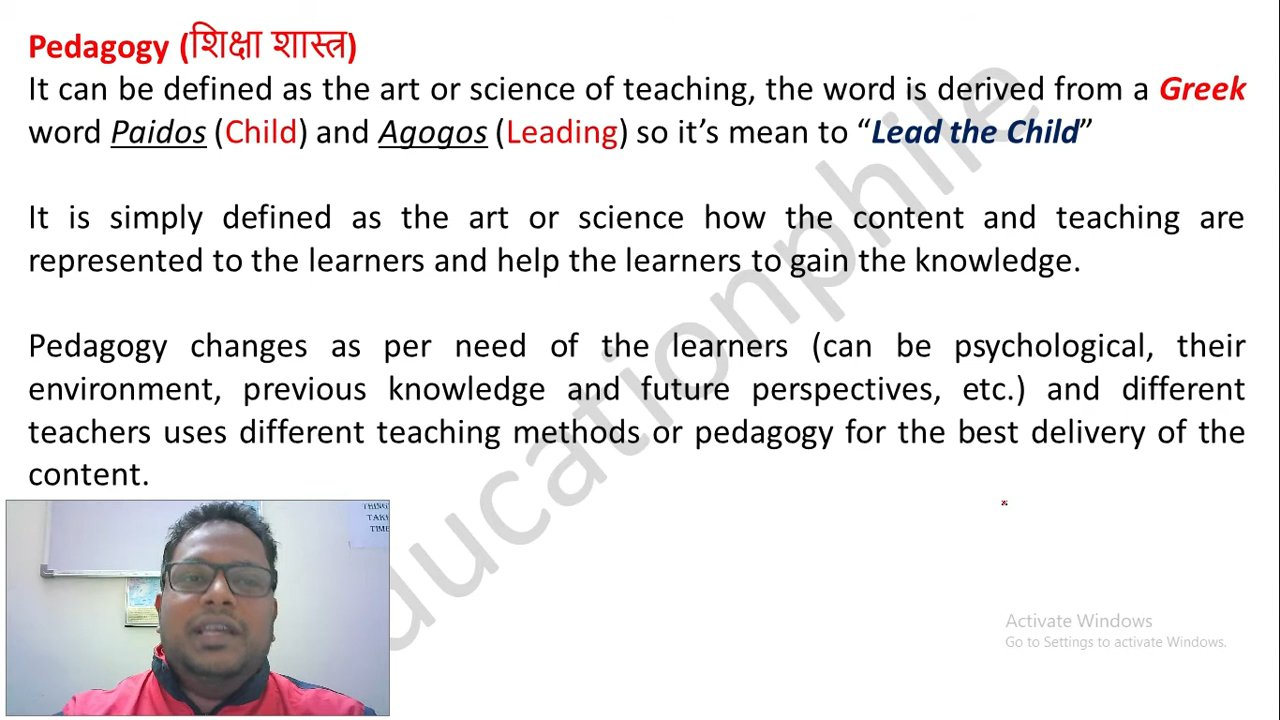 Pedagogy (शिक्षा शास्त्र)
It can be defined as the art or science of teaching, the word is derived from a Greek
word Paidos (Child) and Agogos (Leading) so it’s mean to “Lead the Child”
It is simply defined as the art or science how the content and teaching are
represented to the learners and help the learners to gain the knowledge.
Pedagogy changes as per need of the learners (can be psychological, their
environment, previous knowledge and future perspectives, etc.) and different
teachers uses different teaching methods or pedagogy for the best delivery of the
content.
educationphile
THINGS
TAKE
TIME
Activate Windows
Go to Settings to activate Windows.